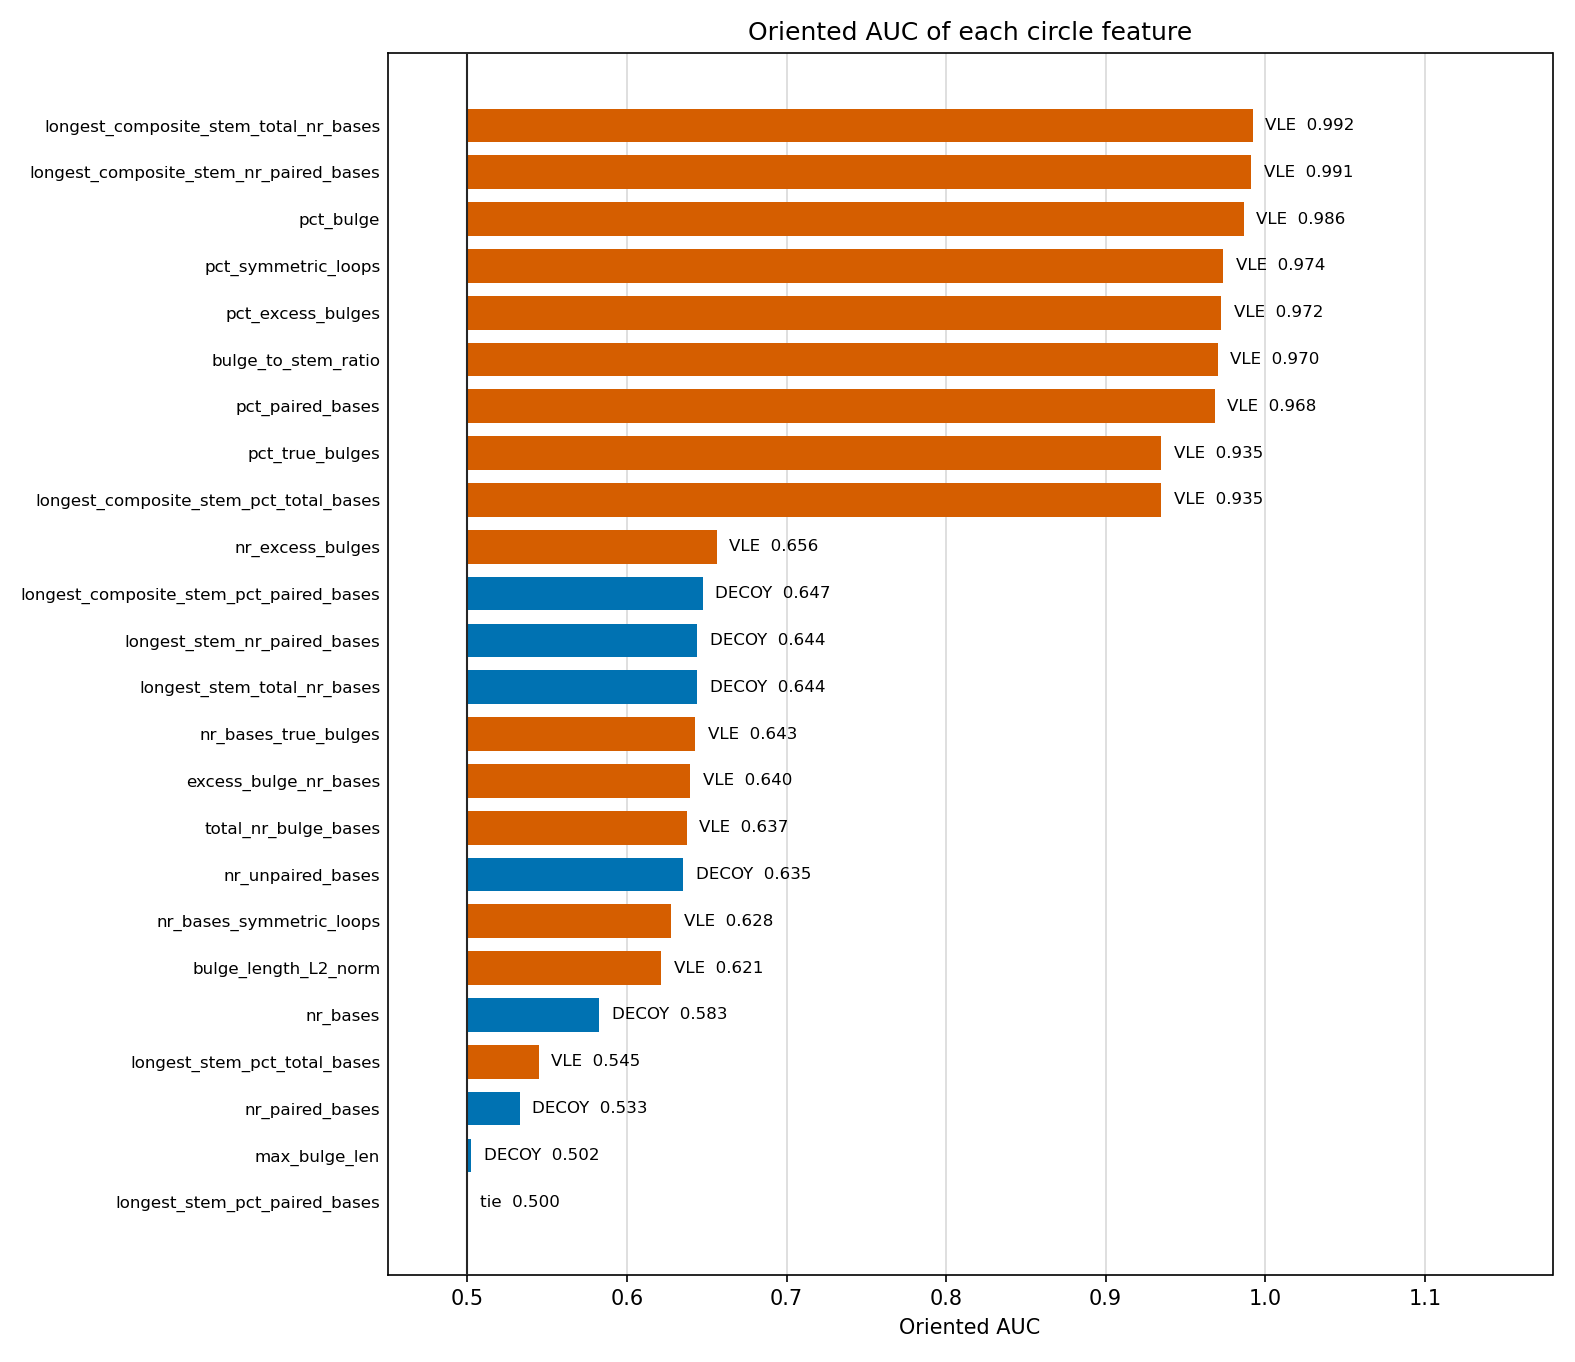 Oriented AUC of each circle feature
longest_composite_stem_total_nr_bases VLE 0.992
longest_composite_stem_nr_paired_bases VLE 0.991
pct_bulge VLE 0.986
pct_symmetric_loops VLE 0.974
pct_excess_bulges VLE 0.972
bulge_to_stem_ratio VLE 0.970
pct_paired_bases VLE 0.968
pct_true_bulges VLE 0.935
longest_composite_stem_pct_total_bases VLE 0.935
nr_excess_bulges VLE 0.656
longest_composite_stem_pct_paired_bases DECOY 0.647
longest_stem_nr_paired_bases DECOY 0.644
longest_stem_total_nr_bases DECOY 0.644
nr_bases_true_bulges VLE 0.643
excess_bulge_nr_bases VLE 0.640
total_nr_bulge_bases VLE 0.637
nr_unpaired_bases DECOY 0.635
nr_bases_symmetric_loops VLE 0.628
bulge_length_L2_norm VLE 0.621
nr_bases DECOY 0.583
longest_stem_pct_total_bases VLE 0.545
nr_paired_bases DECOY 0.533
max_bulge_len DECOY 0.502
longest_stem_pct_paired_bases tie 0.500
0.5 0.6 0.7 0.8 0.9 1.0 1.1
Oriented AUC